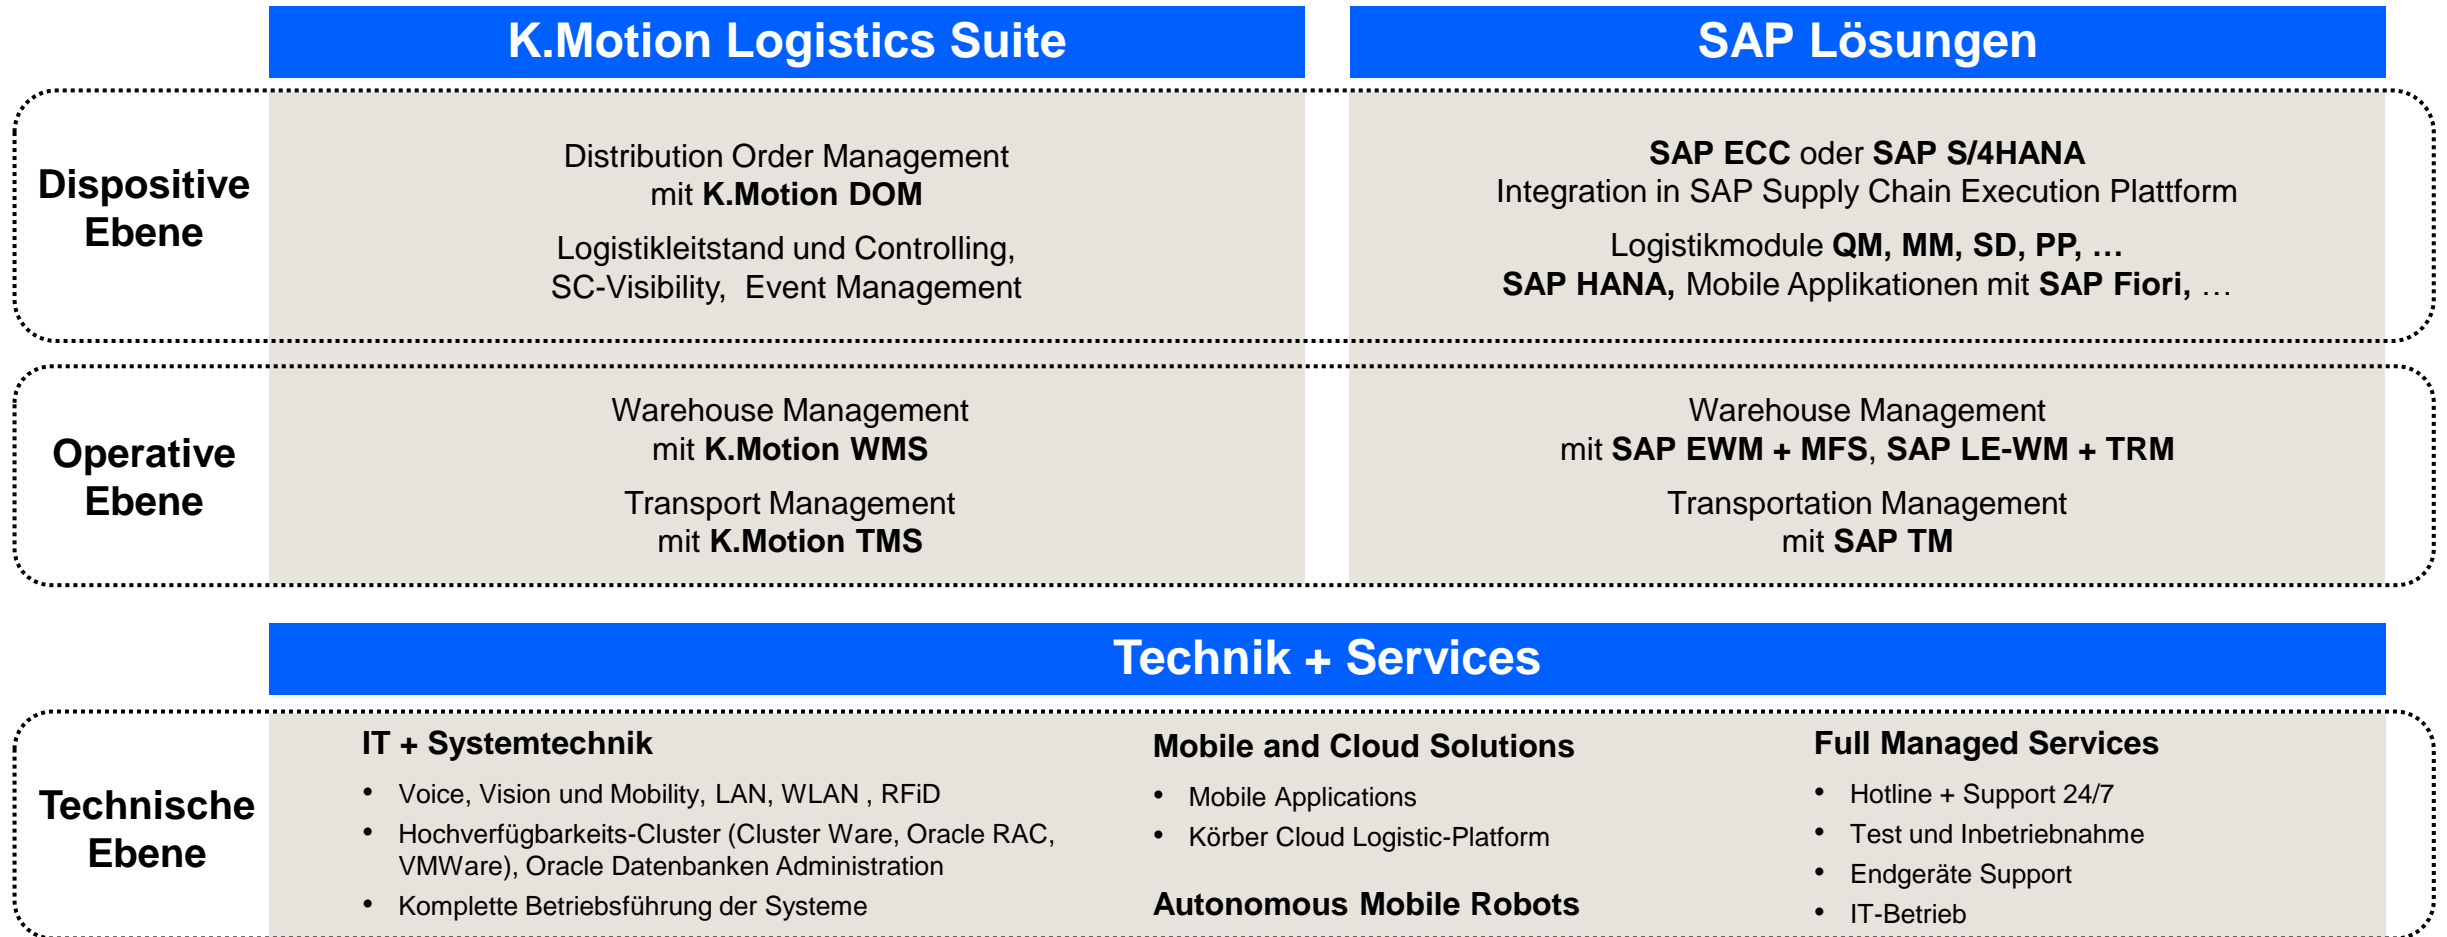 K.Motion Logistics Suite
SAP Lösungen
Dispositive
Ebene
Distribution Order Management
mit K.Motion DOM
Logistikleitstand und Controlling,
SC-Visibility, Event Management
SAP ECC oder SAP S/4HANA
Integration in SAP Supply Chain Execution Plattform
Logistikmodule QM, MM, SD, PP, …
SAP HANA, Mobile Applikationen mit SAP Fiori, …
Operative
Ebene
Warehouse Management
mit K.Motion WMS
Transport Management
mit K.Motion TMS
Warehouse Management
mit SAP EWM + MFS, SAP LE-WM + TRM
Transportation Management
mit SAP TM
Technik + Services
Technische
Ebene
IT + Systemtechnik
• Voice, Vision und Mobility, LAN, WLAN , RFiD
• Hochverfügbarkeits-Cluster (Cluster Ware, Oracle RAC,
VMWare), Oracle Datenbanken Administration
• Komplette Betriebsführung der Systeme
Mobile and Cloud Solutions
• Mobile Applications
• Körber Cloud Logistic-Platform
Autonomous Mobile Robots
Full Managed Services
• Hotline + Support 24/7
• Test und Inbetriebnahme
• Endgeräte Support
• IT-Betrieb